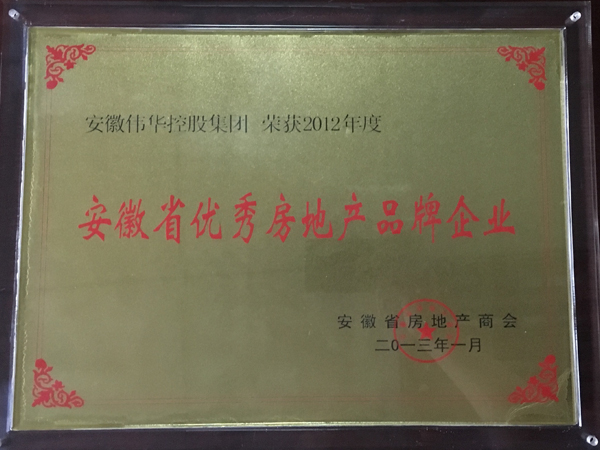 安徽伟华控股集团 荣获2012年度
安徽省优秀房地产品牌企业
安徽省房地产商会
二0一三年一月